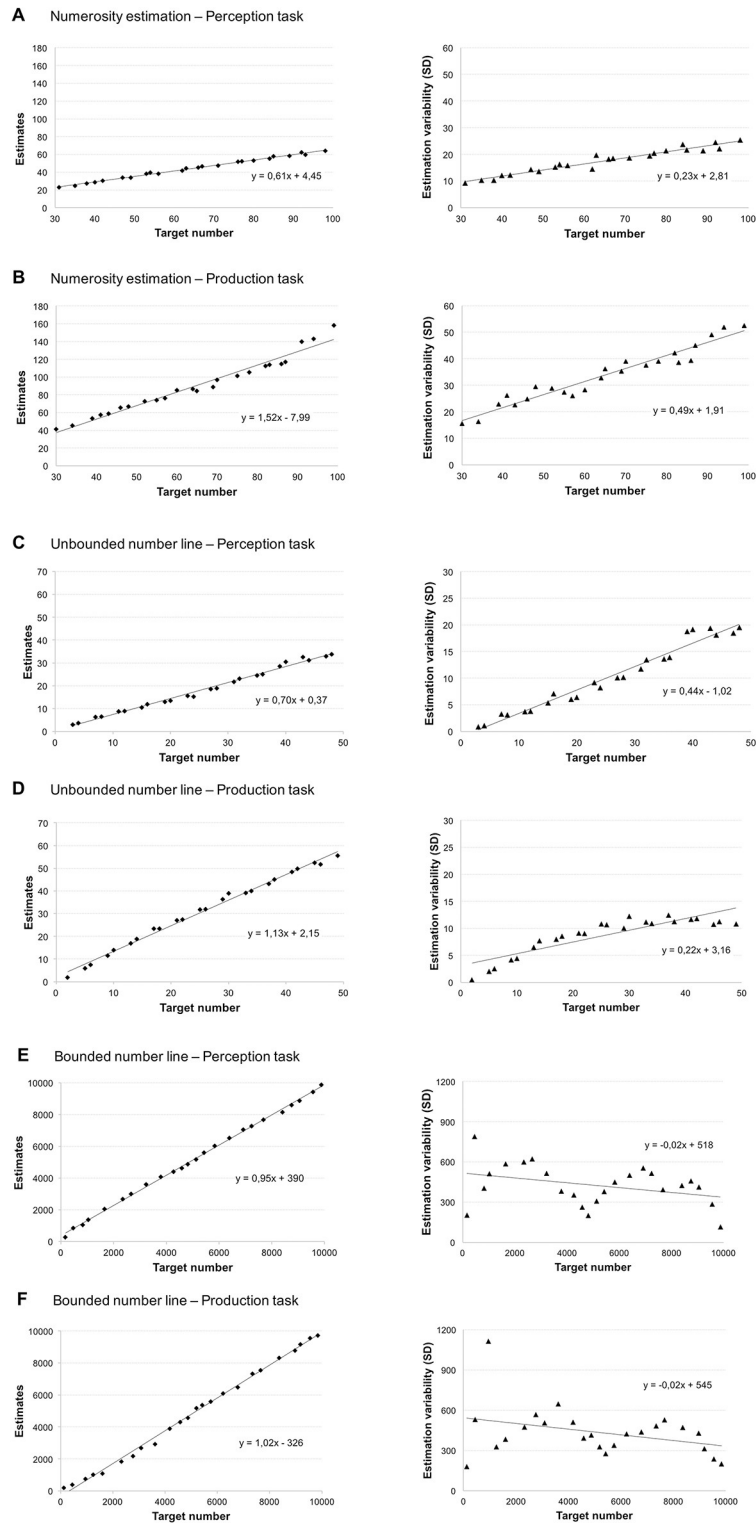 A Numerosity estimation – Perception task
Estimates
180
160
140
120
100
80
60
40
20
0
y = 0,61x + 4,45
30 40 50 60 70 80 90 100
Target number
Estimation variability (SD)
60
50
40
30
20
10
0
y = 0,23x + 2,81
30 40 50 60 70 80 90 100
Target number
B Numerosity estimation – Production task
Estimates
180
160
140
120
100
80
60
40
20
0
y = 1,52x - 7,99
30 40 50 60 70 80 90 100
Target number
Estimation variability (SD)
60
50
40
30
20
10
0
y = 0,49x + 1,91
30 40 50 60 70 80 90 100
Target number
C Unbounded number line – Perception task
Estimates
70
60
50
40
30
20
10
0
y = 0,70x + 0,37
0 10 20 30 40 50
Target number
Estimation variability (SD)
30
25
20
15
10
5
0
y = 0,44x - 1,02
0 10 20 30 40 50
Target number
D Unbounded number line – Production task
Estimates
70
60
50
40
30
20
10
0
y = 1,13x + 2,15
0 10 20 30 40 50
Target number
Estimation variability (SD)
30
25
20
15
10
5
0
y = 0,22x + 3,16
0 10 20 30 40 50
Target number
E Bounded number line – Perception task
Estimates
10000
8000
6000
4000
2000
0
y = 0,95x + 390
0 2000 4000 6000 8000 10000
Target number
Estimation variability (SD)
1200
900
600
300
0
y = -0,02x + 518
0 2000 4000 6000 8000 10000
Target number
F Bounded number line – Production task
Estimates
10000
8000
6000
4000
2000
0
y = 1,02x - 326
0 2000 4000 6000 8000 10000
Target number
Estimation variability (SD)
1200
900
600
300
0
y = -0,02x + 545
0 2000 4000 6000 8000 10000
Target number